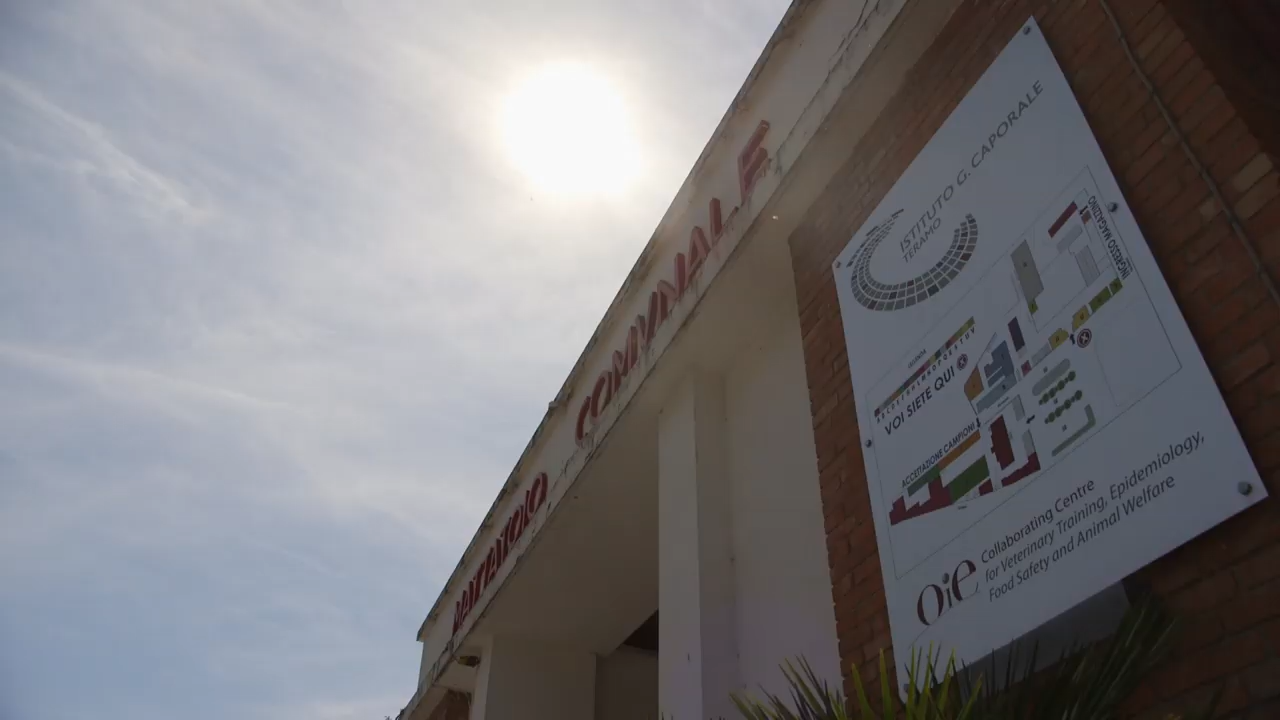 MATTATOIO COMVNALE
ISTITUTO G. CAPORALE
TERAMO
INGRESSO MAGAZZINO
VOI SIETE QUI
ACCETTAZIONE CAMPIONI
Oie
Collaborating Centre
for Veterinary Training, Epidemiology,
Food Safety and Animal Welfare